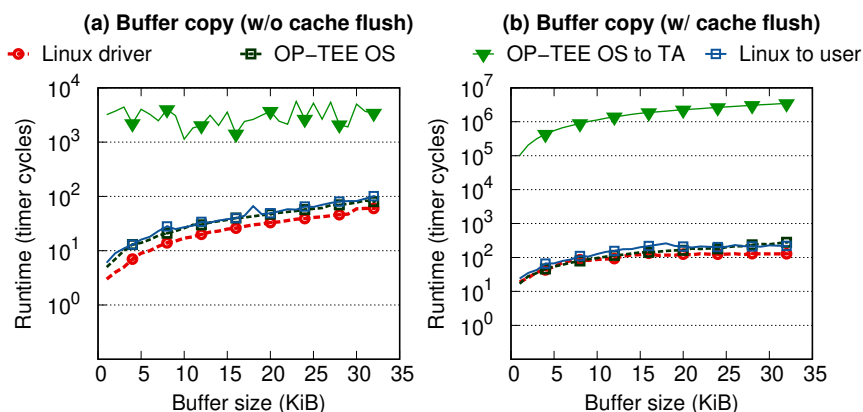 (a) Buffer copy (w/o cache flush)
(b) Buffer copy (w/ cache flush)
Linux driver
OP−TEE OS
OP−TEE OS to TA
Linux to user
Runtime (timer cycles)
10^4
10^3
10^2
10^1
10^0
0 5 10 15 20 25 30 35
Buffer size (KiB)
Runtime (timer cycles)
10^7
10^6
10^5
10^4
10^3
10^2
10^1
10^0
0 5 10 15 20 25 30 35
Buffer size (KiB)